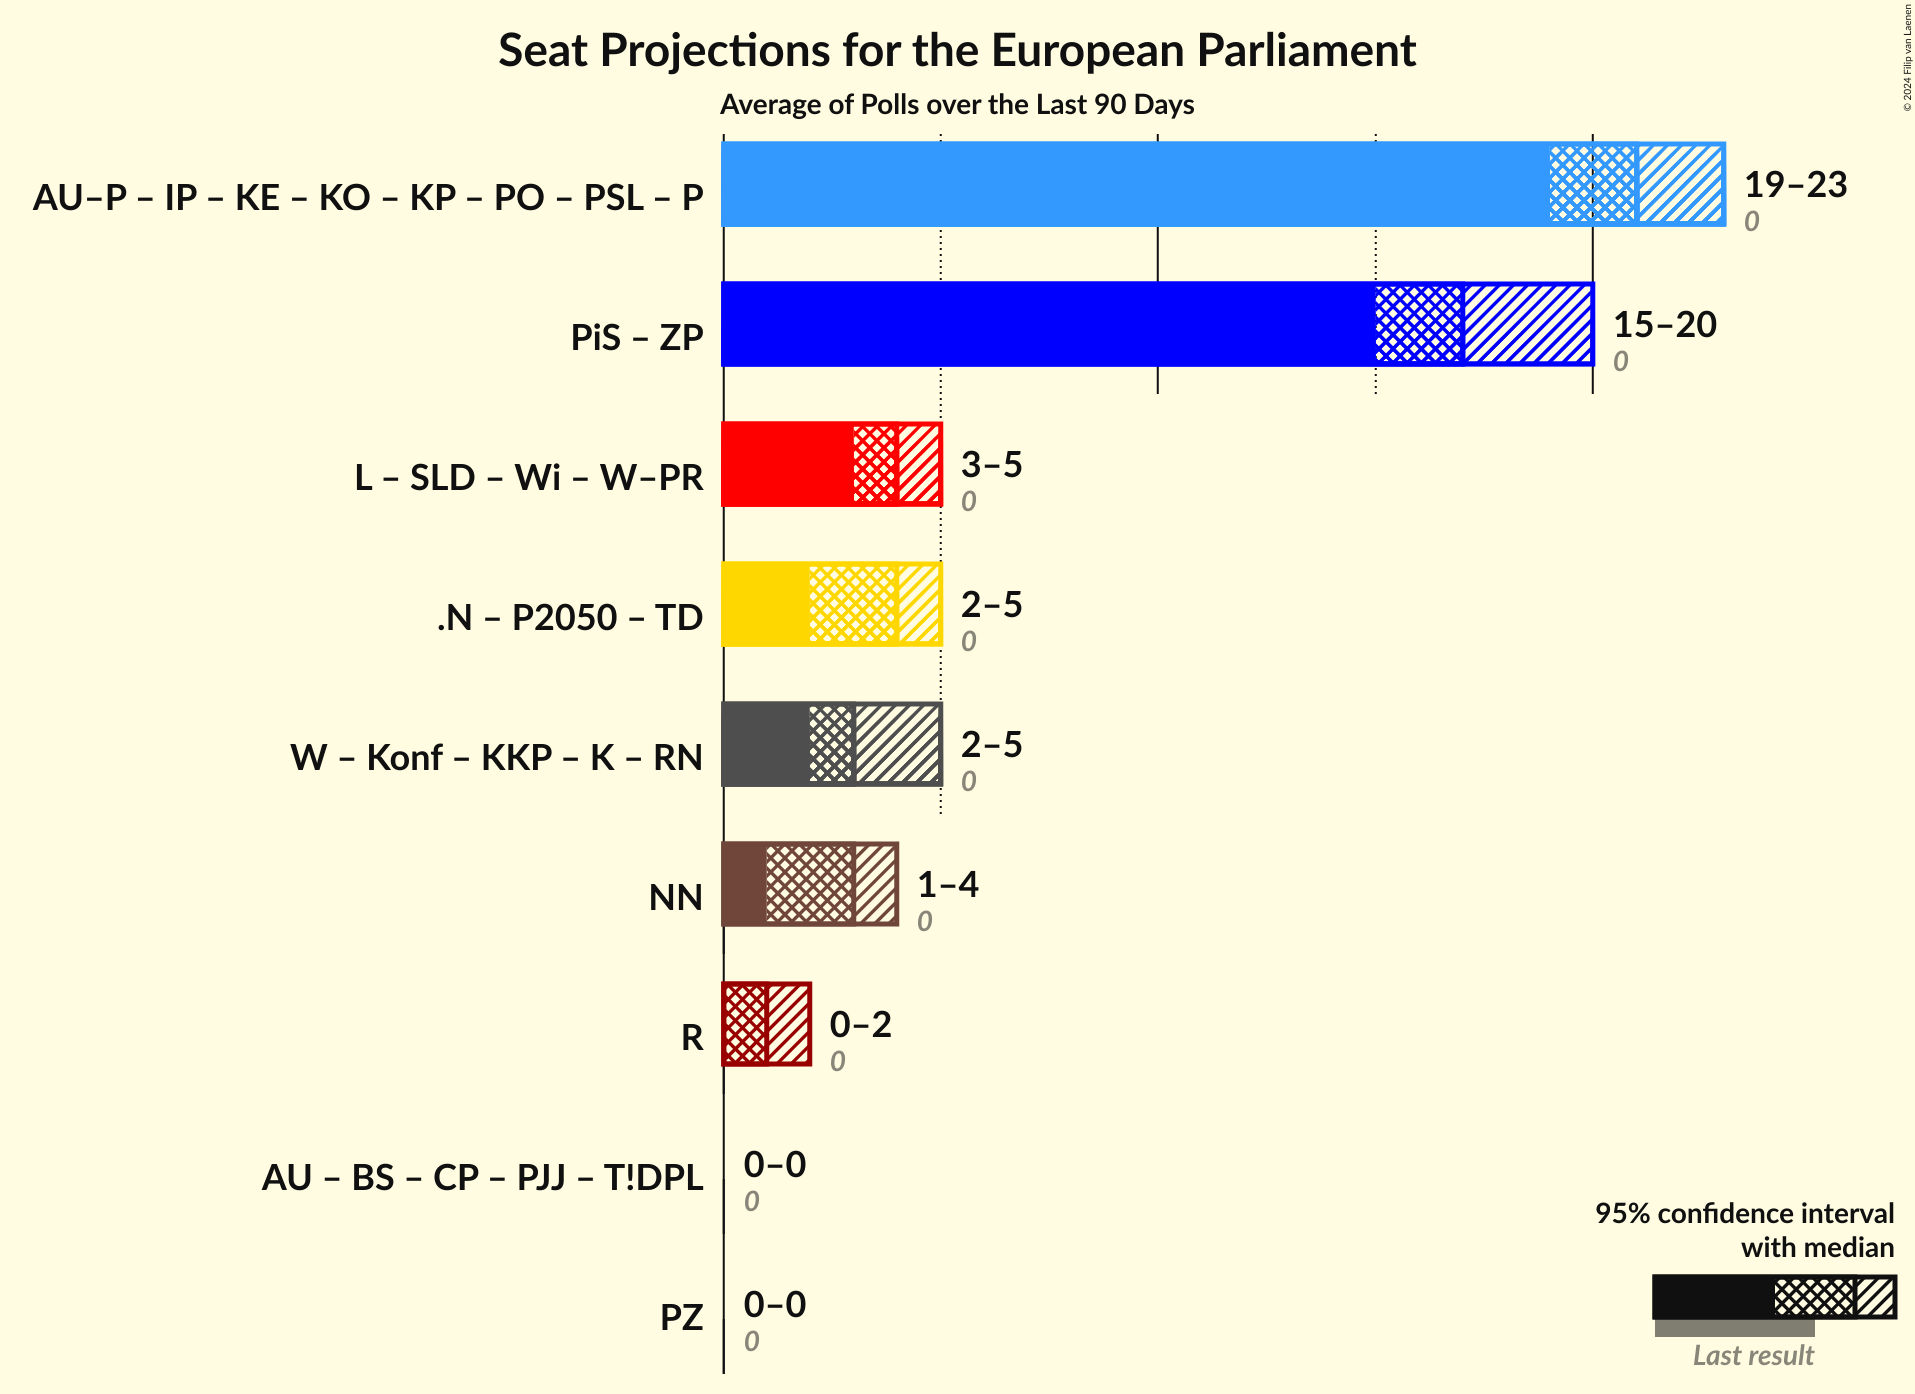 Seat Projections for the European Parliament
Average of Polls over the Last 90 Days
© 2024 Filip van Laenen
AU–P – IP – KE – KO – KP – PO – PSL – P
19–23
0
PiS – ZP
15–20
0
L – SLD – Wi – W–PR
3–5
0
.N – P2050 – TD
2–5
0
W – Konf – KKP – K – RN
2–5
0
NN
1–4
0
R
0–2
0
AU – BS – CP – PJJ – T!DPL
0–0
0
PZ
0–0
0
95% confidence interval
with median
Last result